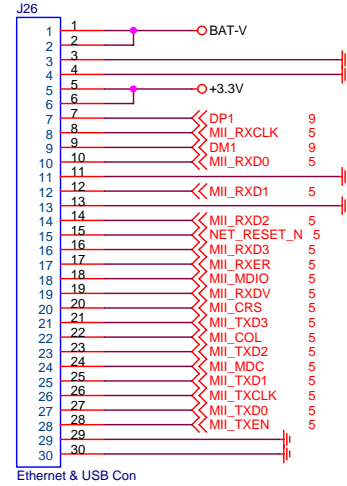 J26
1 1 BAT-V
2 2
3 3
4 4
5 5 +3.3V
6 6
7 7 DP1 9
8 8 MII_RXCLK 5
9 9 DM1 9
10 10 MII_RXD0 5
11 11
12 12 MII_RXD1 5
13 13
14 14 MII_RXD2 5
15 15 NET_RESET_N 5
16 16 MII_RXD3 5
17 17 MII_RXER 5
18 18 MII_MDIO 5
19 19 MII_RXDV 5
20 20 MII_CRS 5
21 21 MII_TXD3 5
22 22 MII_COL 5
23 23 MII_TXD2 5
24 24 MII_MDC 5
25 25 MII_TXD1 5
26 26 MII_TXCLK 5
27 27 MII_TXD0 5
28 28 MII_TXEN 5
29 29
30 30
Ethernet & USB Con